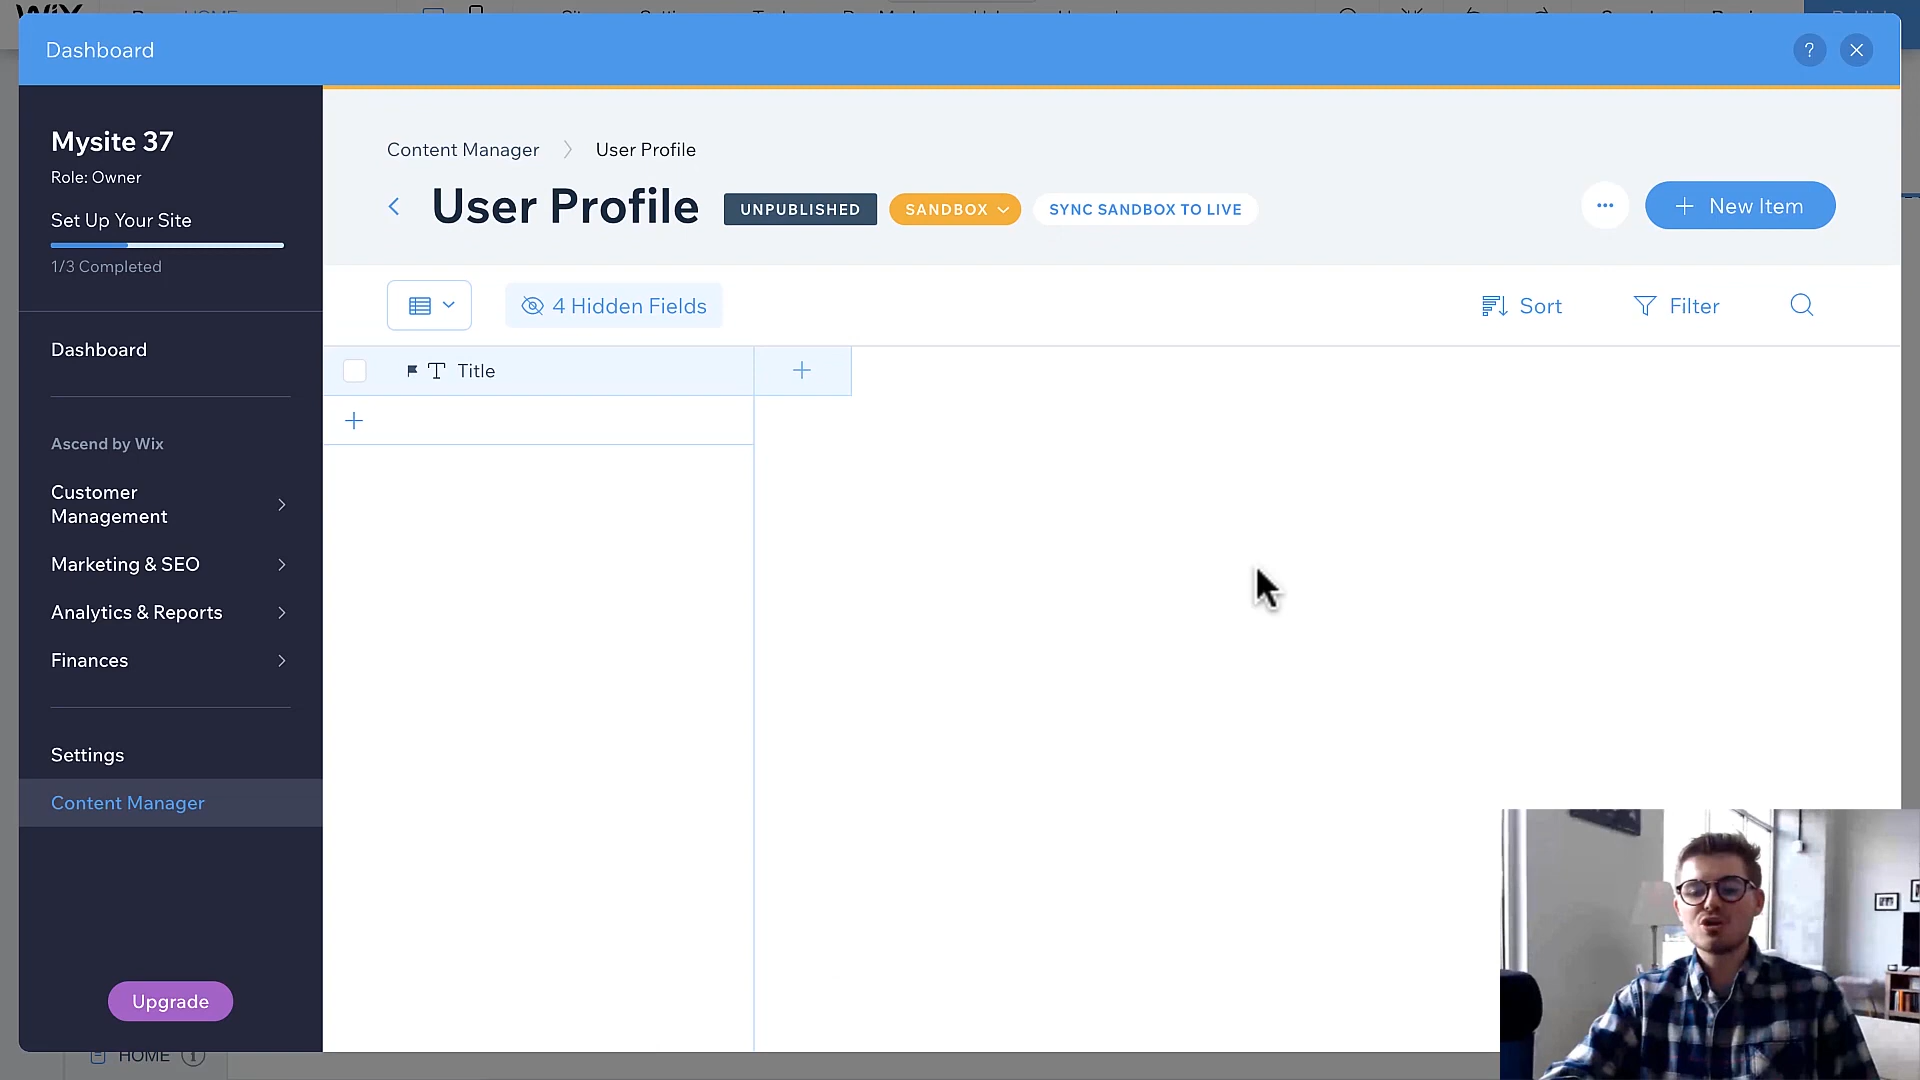 WIX
HOME
Dashboard
?
Mysite 37
Role: Owner
Set Up Your Site
1/3 Completed
Dashboard
Ascend by Wix
Customer
Management
Marketing & SEO
Analytics & Reports
Finances
Settings
Content Manager
Upgrade
Content Manager
User Profile
User Profile
UNPUBLISHED
SANDBOX
SYNC SANDBOX TO LIVE
New Item
4 Hidden Fields
Sort
Filter
Title
HOME